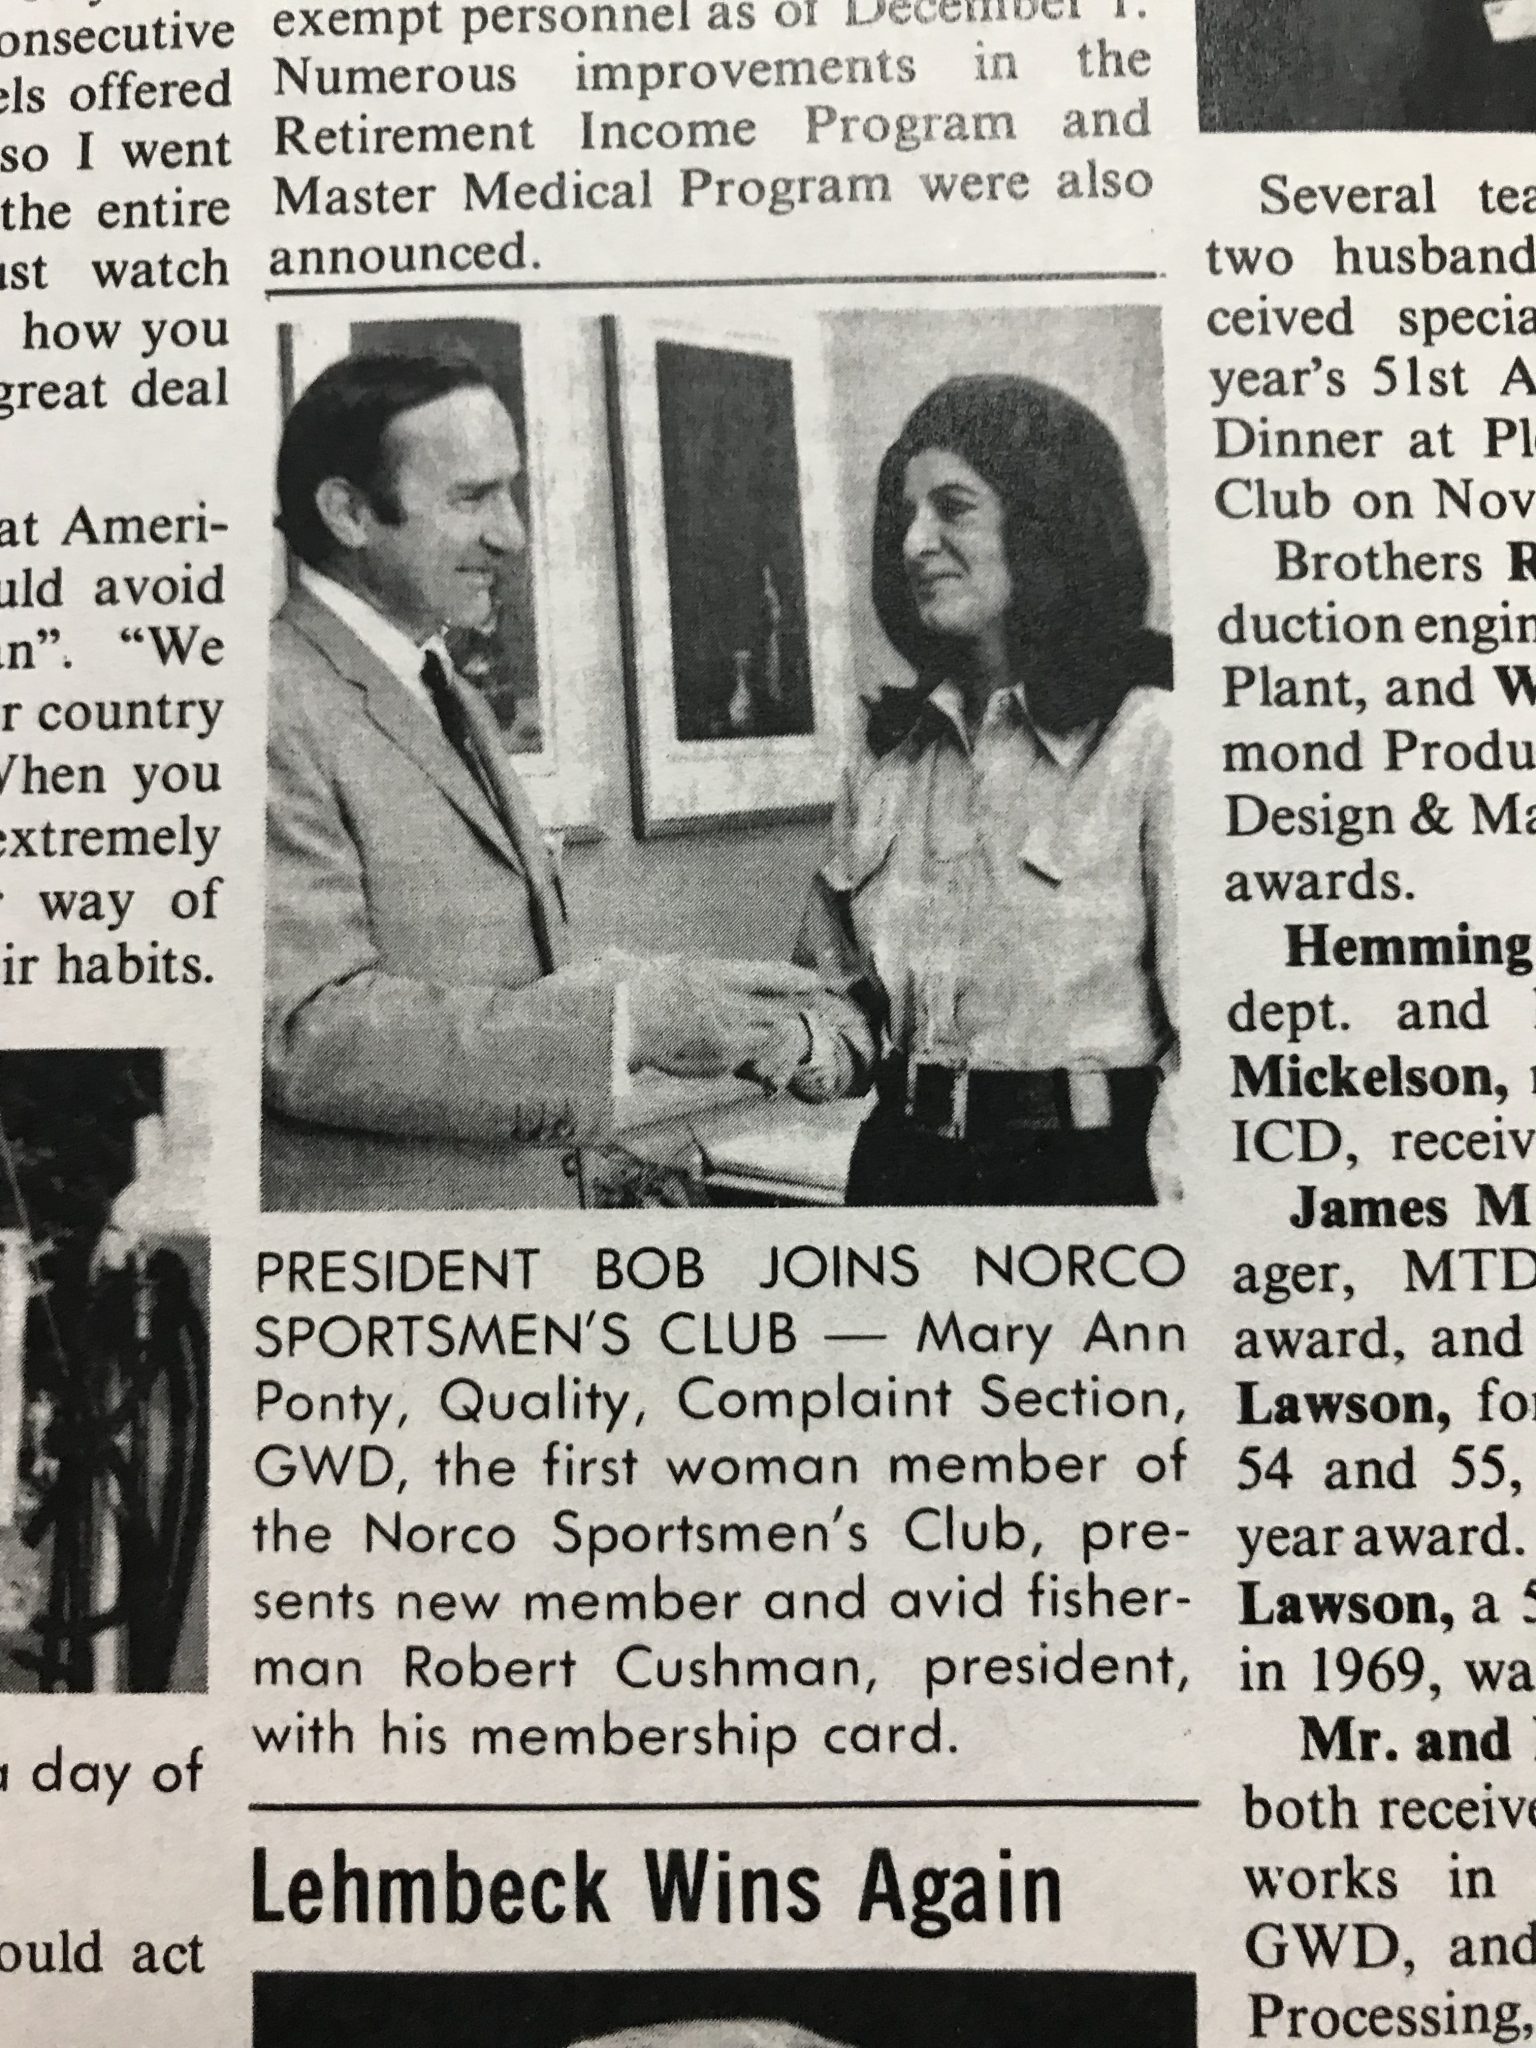 onsecutive
offered
so I went
the entire
watch
how you
great deal
at Ameri-
avoid
"We
country
When you
extremely
way of
habits.
a day of
ould act
exempt personnel as of December 1.
Numerous improvements in the
Retirement Income Program and
Master Medical Program were also
announced.
PRESIDENT BOB JOINS NORCO
SPORTSMEN'S CLUB — Mary Ann
Ponty, Quality, Complaint Section,
GWD, the first woman member of
the Norco Sportsmen's Club, pre-
sents new member and avid fisher-
man Robert Cushman, president,
with his membership card.
Lehmbeck Wins Again
Several tea
two husband
ceived specia
year's 51st A
Dinner at Pl
Club on Nov
Brothers R
duction engin
Plant, and W
mond Produ
Design & Ma
awards.
Hemming
dept. and
Mickelson,
ICD, receiv
James M
ager, MTD
award, and
Lawson, for
54 and 55,
year award.
Lawson, a 5
in 1969, wa
Mr. and
both receive
works in
GWD, and
Processing,